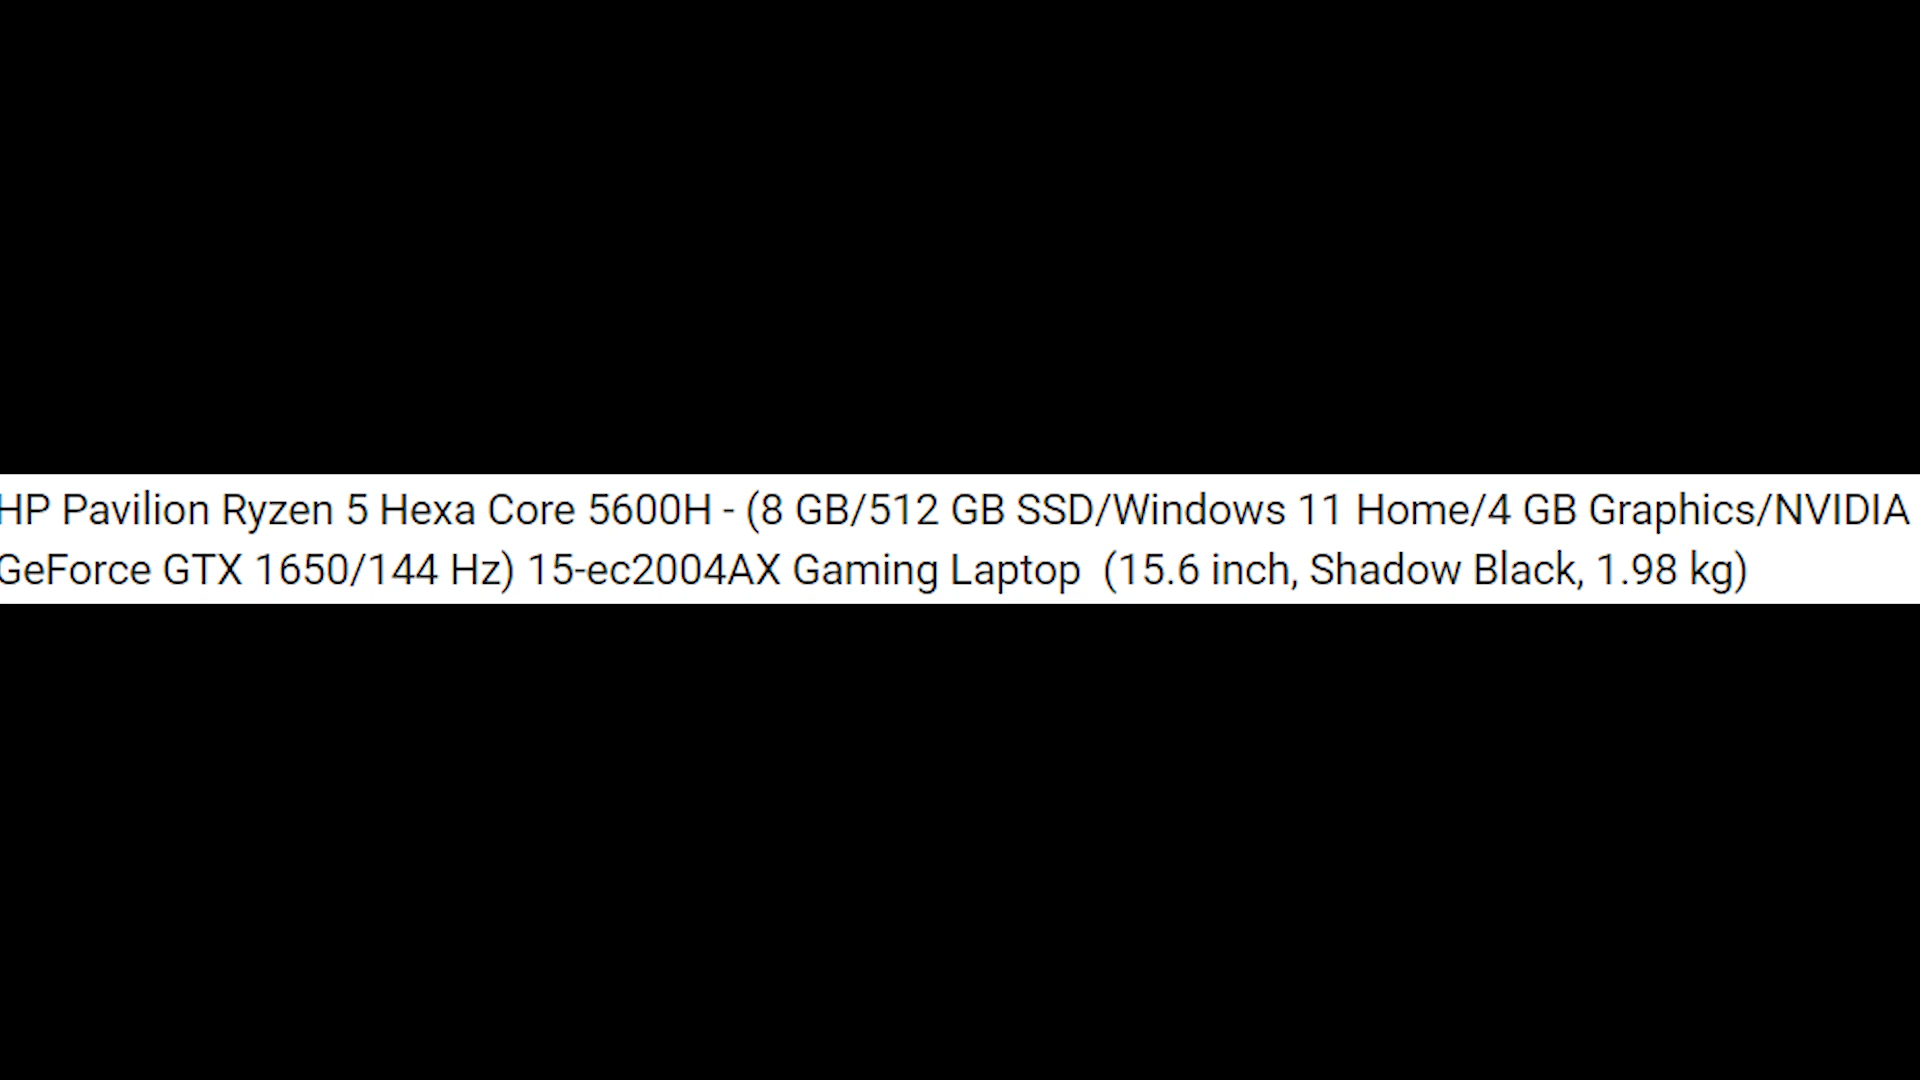 HP Pavilion Ryzen 5 Hexa Core 5600H - (8 GB/512 GB SSD/Windows 11 Home/4 GB Graphics/NVIDIA
GeForce GTX 1650/144 Hz) 15-ec2004AX Gaming Laptop (15.6 inch, Shadow Black, 1.98 kg)